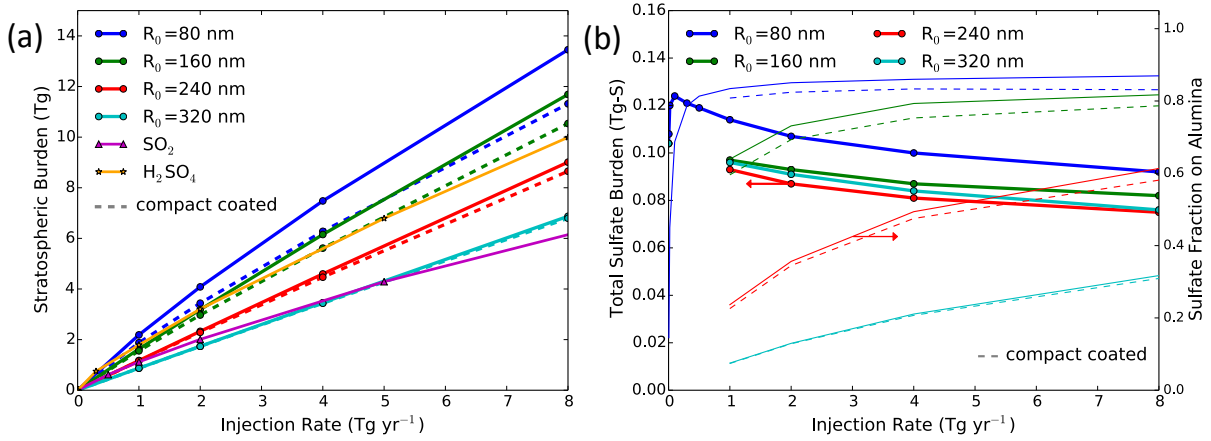 (a)
R₀=80 nm
R₀=160 nm
R₀=240 nm
R₀=320 nm
SO₂
H₂SO₄
compact coated
Stratospheric Burden (Tg)
14
12
10
8
6
4
2
0
0 1 2 3 4 5 6 7 8
Injection Rate (Tg yr⁻¹)
(b)
R₀=80 nm R₀=240 nm
R₀=160 nm R₀=320 nm
compact coated
Total Sulfate Burden (Tg-S)
0.16
0.14
0.12
0.10
0.08
0.06
0.04
0.02
0.00
0 1 2 3 4 5 6 7 8
Injection Rate (Tg yr⁻¹)
1.0
0.8
0.6
0.4
0.2
0.0
Sulfate Fraction on Alumina